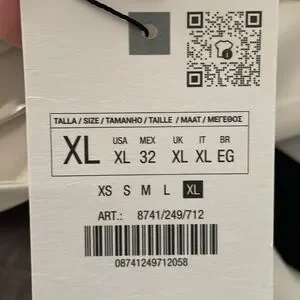 TALLA / SIZE / TAMANHO / TAILLE / MAAT / ΜΕΓΕΘΟΣ
XL
USA MEX UK IT BR
XL 32 XL XL EG
XS S M L XL
ART.: 8741/249/712
08741249712058